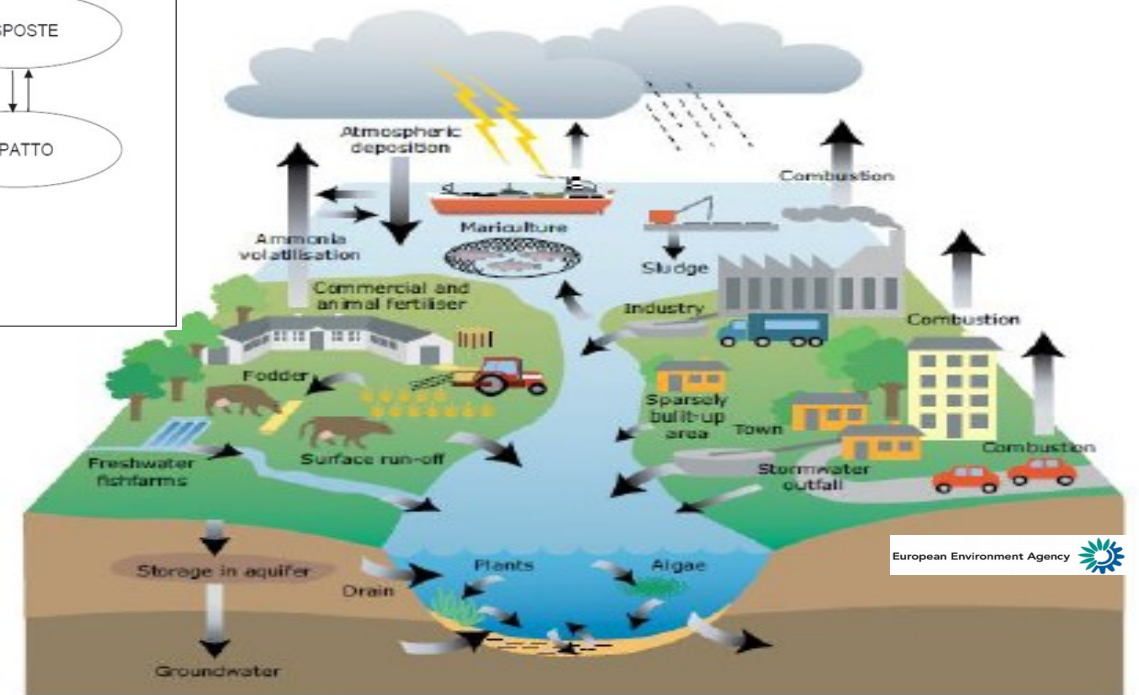 SPOSTE
PATTO
Atmospheric
deposition
Combustion
Mariculture
Ammonia
volatilisation
Sludge
Commercial and
animal fertiliser
Industry
Combustion
Fodder
Sparsely
built-up
area
Town
Combustion
Freshwater
fishfarms
Surface run-off
Stormwater
outfall
European Environment Agency
Plants
Algae
Storage in aquifer
Drain
Groundwater